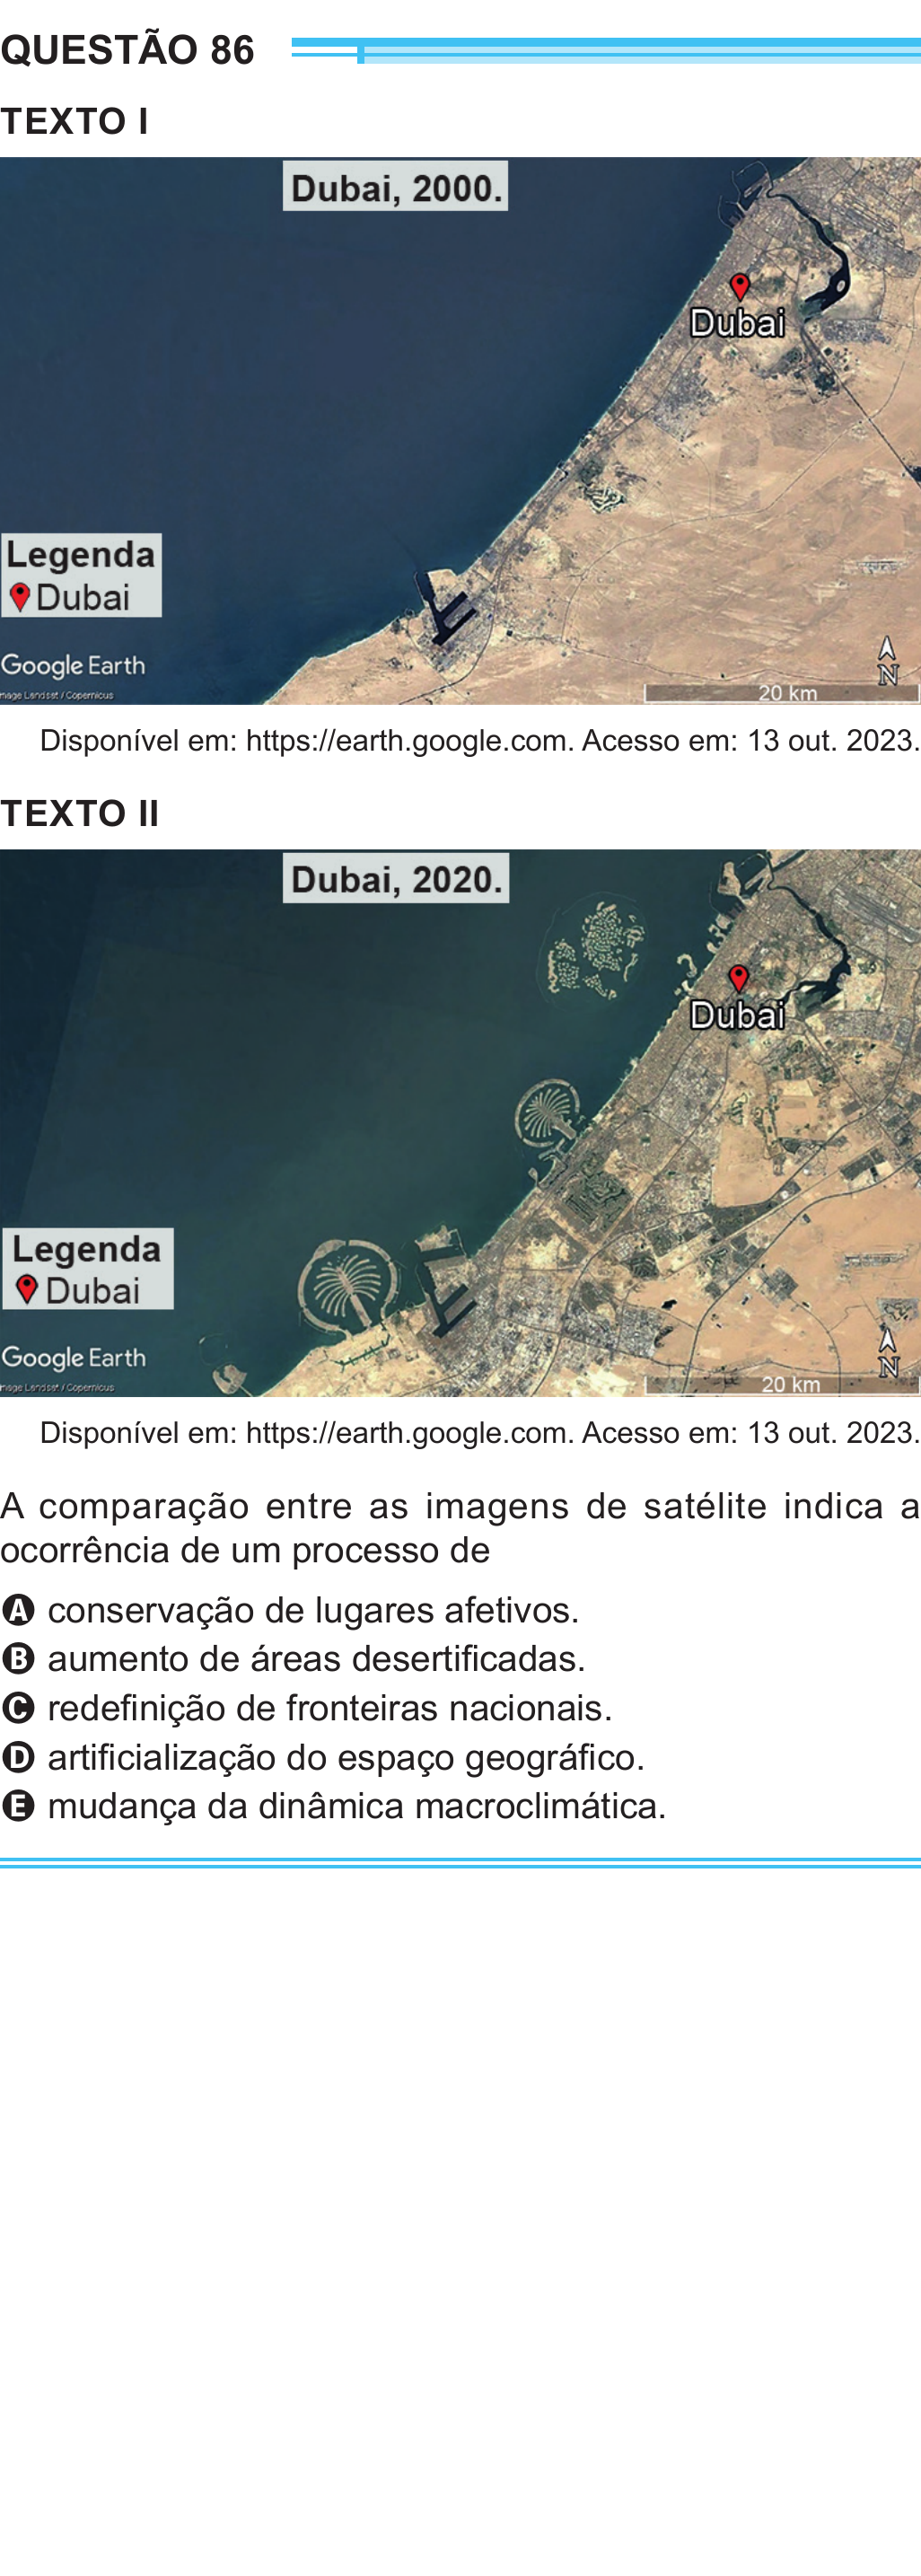 QUESTÃO 86
TEXTO I
Dubai, 2000.
Dubai
Legenda
Dubai
Google Earth
mage Landsat / Copernicus
N
20 km
Disponível em: https://earth.google.com. Acesso em: 13 out. 2023.
TEXTO II
Dubai, 2020.
Dubai
Legenda
Dubai
Google Earth
mage Landsat / Copernicus
N
20 km
Disponível em: https://earth.google.com. Acesso em: 13 out. 2023.
A comparação entre as imagens de satélite indica a
ocorrência de um processo de
A conservação de lugares afetivos.
B aumento de áreas desertificadas.
C redefinição de fronteiras nacionais.
D artificialização do espaço geográfico.
E mudança da dinâmica macroclimática.